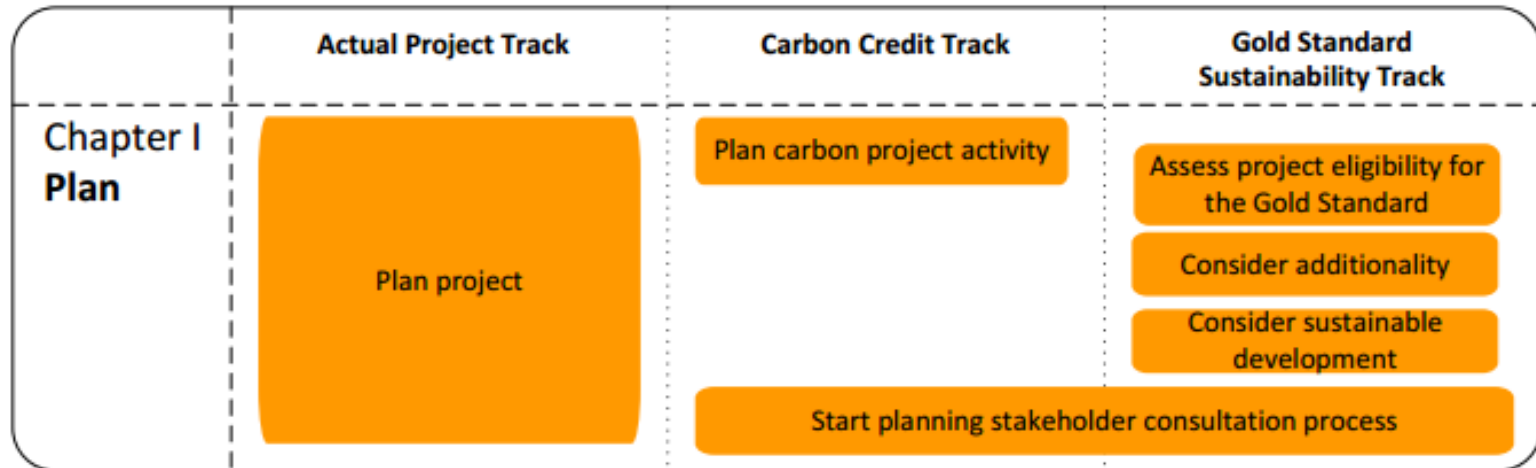 Actual Project Track
Carbon Credit Track
Gold Standard
Sustainability Track
Chapter I
Plan
Plan project
Plan carbon project activity
Assess project eligibility for
the Gold Standard
Consider additionality
Consider sustainable
development
Start planning stakeholder consultation process